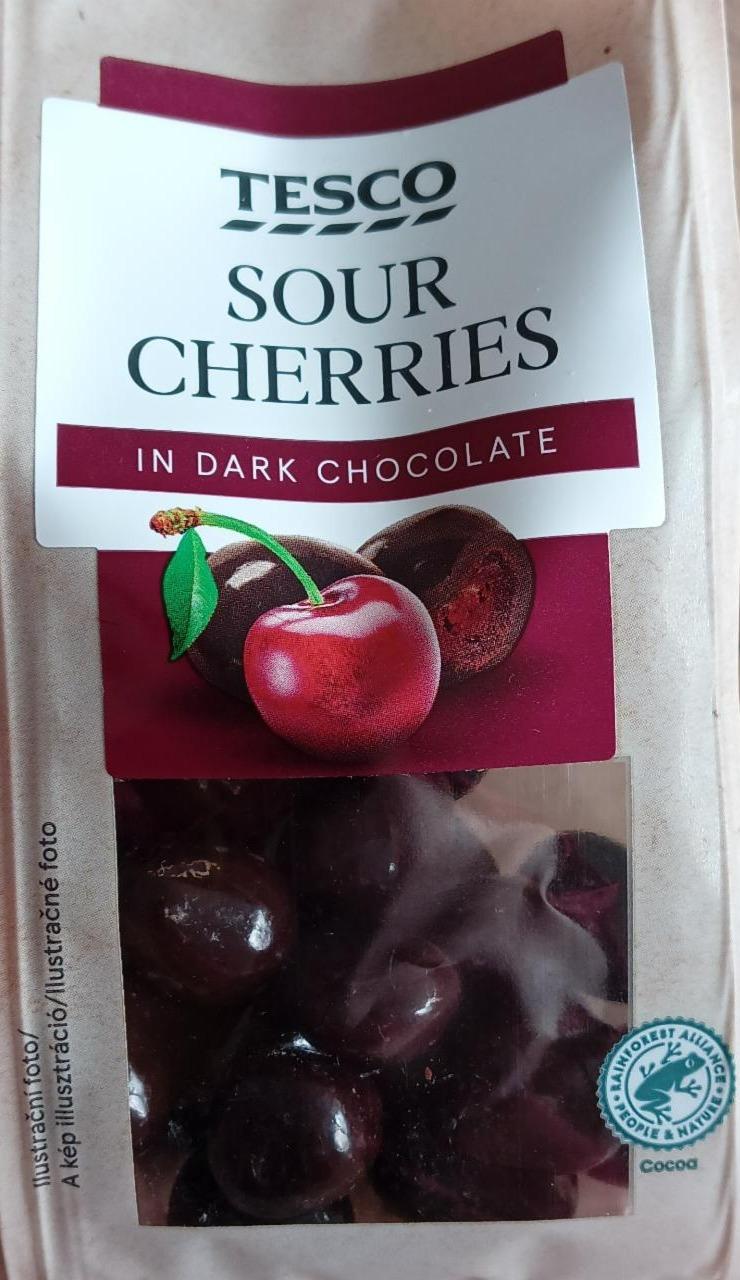 TESCO
SOUR
CHERRIES
IN DARK CHOCOLATE
Ilustrační foto/
A kép illusztráció/Ilustračné foto
RAINFOREST ALLIANCE
• PEOPLE & NATURE •
Cocoa